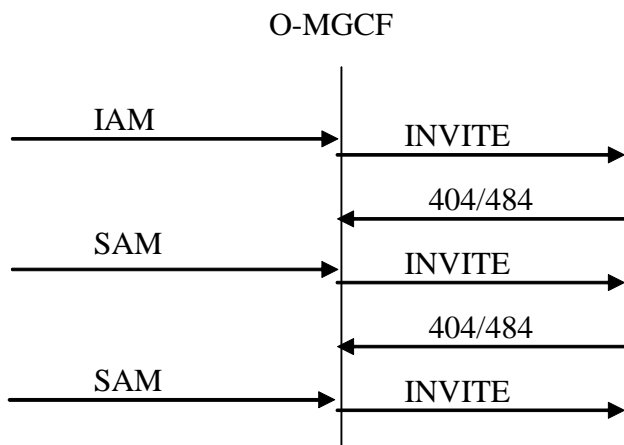 O-MGCF
IAM
INVITE
404/484
SAM
INVITE
404/484
SAM
INVITE